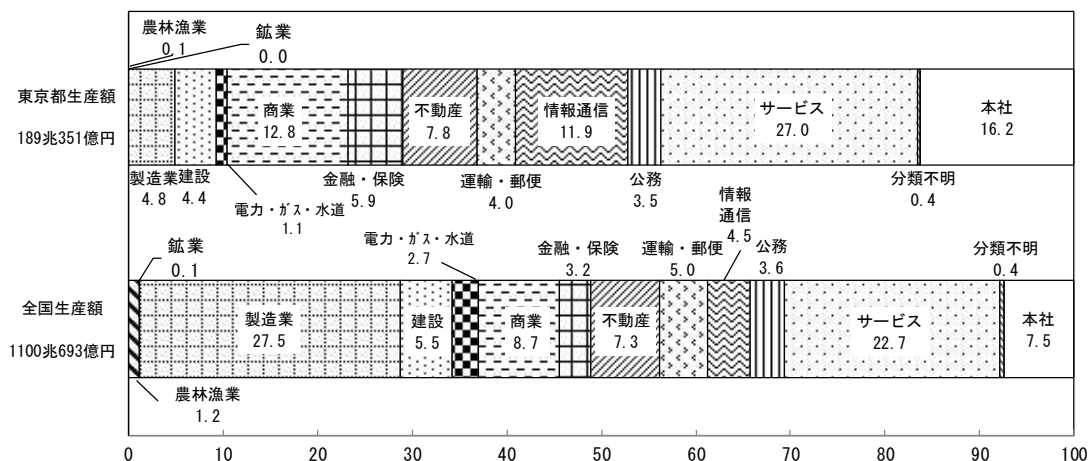 農林漁業
0.1
鉱業
0.0
東京都生産額
189兆351億円
商業
12.8
不動産
7.8
情報通信
11.9
サービス
27.0
本社
16.2
製造業
4.8
建設
4.4
電力・ガス・水道
1.1
金融・保険
5.9
運輸・郵便
4.0
公務
3.5
分類不明
0.4
鉱業
0.1
電力・ガス・水道
2.7
金融・保険
3.2
運輸・郵便
5.0
情報
通信
4.5
公務
3.6
分類不明
0.4
全国生産額
1100兆693億円
製造業
27.5
建設
5.5
商業
8.7
不動産
7.3
サービス
22.7
本社
7.5
農林漁業
1.2
0 10 20 30 40 50 60 70 80 90 100